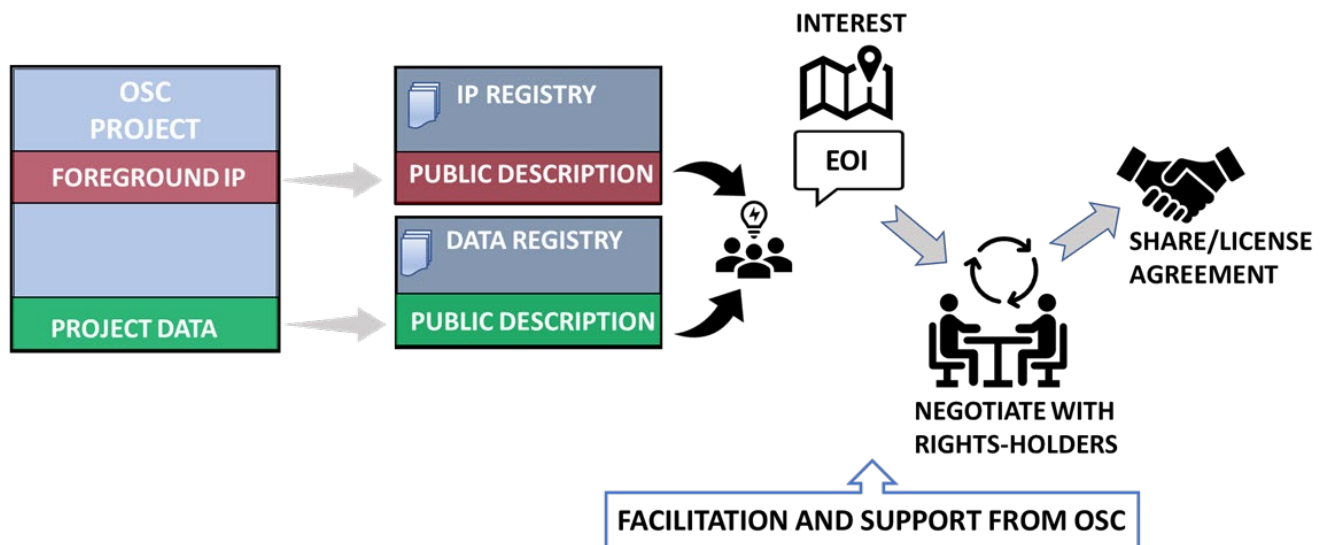 OSC
PROJECT
FOREGROUND IP
PROJECT DATA
IP REGISTRY
PUBLIC DESCRIPTION
DATA REGISTRY
PUBLIC DESCRIPTION
INTEREST
EOI
NEGOTIATE WITH
RIGHTS-HOLDERS
SHARE/LICENSE
AGREEMENT
FACILITATION AND SUPPORT FROM OSC